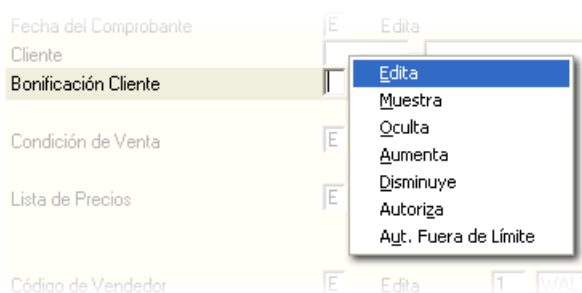 Fecha del Comprobante E Edita
Cliente
Bonificación Cliente
Edita
Muestra
Oculta
Aumenta
Disminuye
Autoriza
Aut. Fuera de Límite
Condición de Venta E
Lista de Precios E
Código de Vendedor E Edita 1 WAL